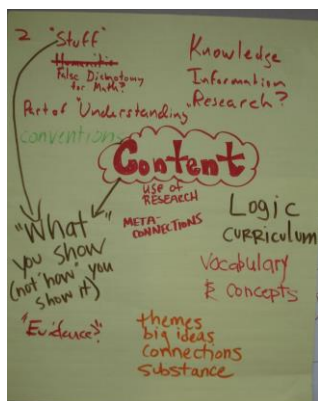 2 "Stuff"
False Dichotomy
for Math?
Knowledge
Information
Research?
Part of "Understanding"
conventions
Content
USE OF
RESEARCH
META-
CONNECTIONS
"What"
you show
(not "how" you
show it)
Logic
CURRICULUM
Vocabulary
& concepts
"Evidence?"
themes
big ideas
connections
substance